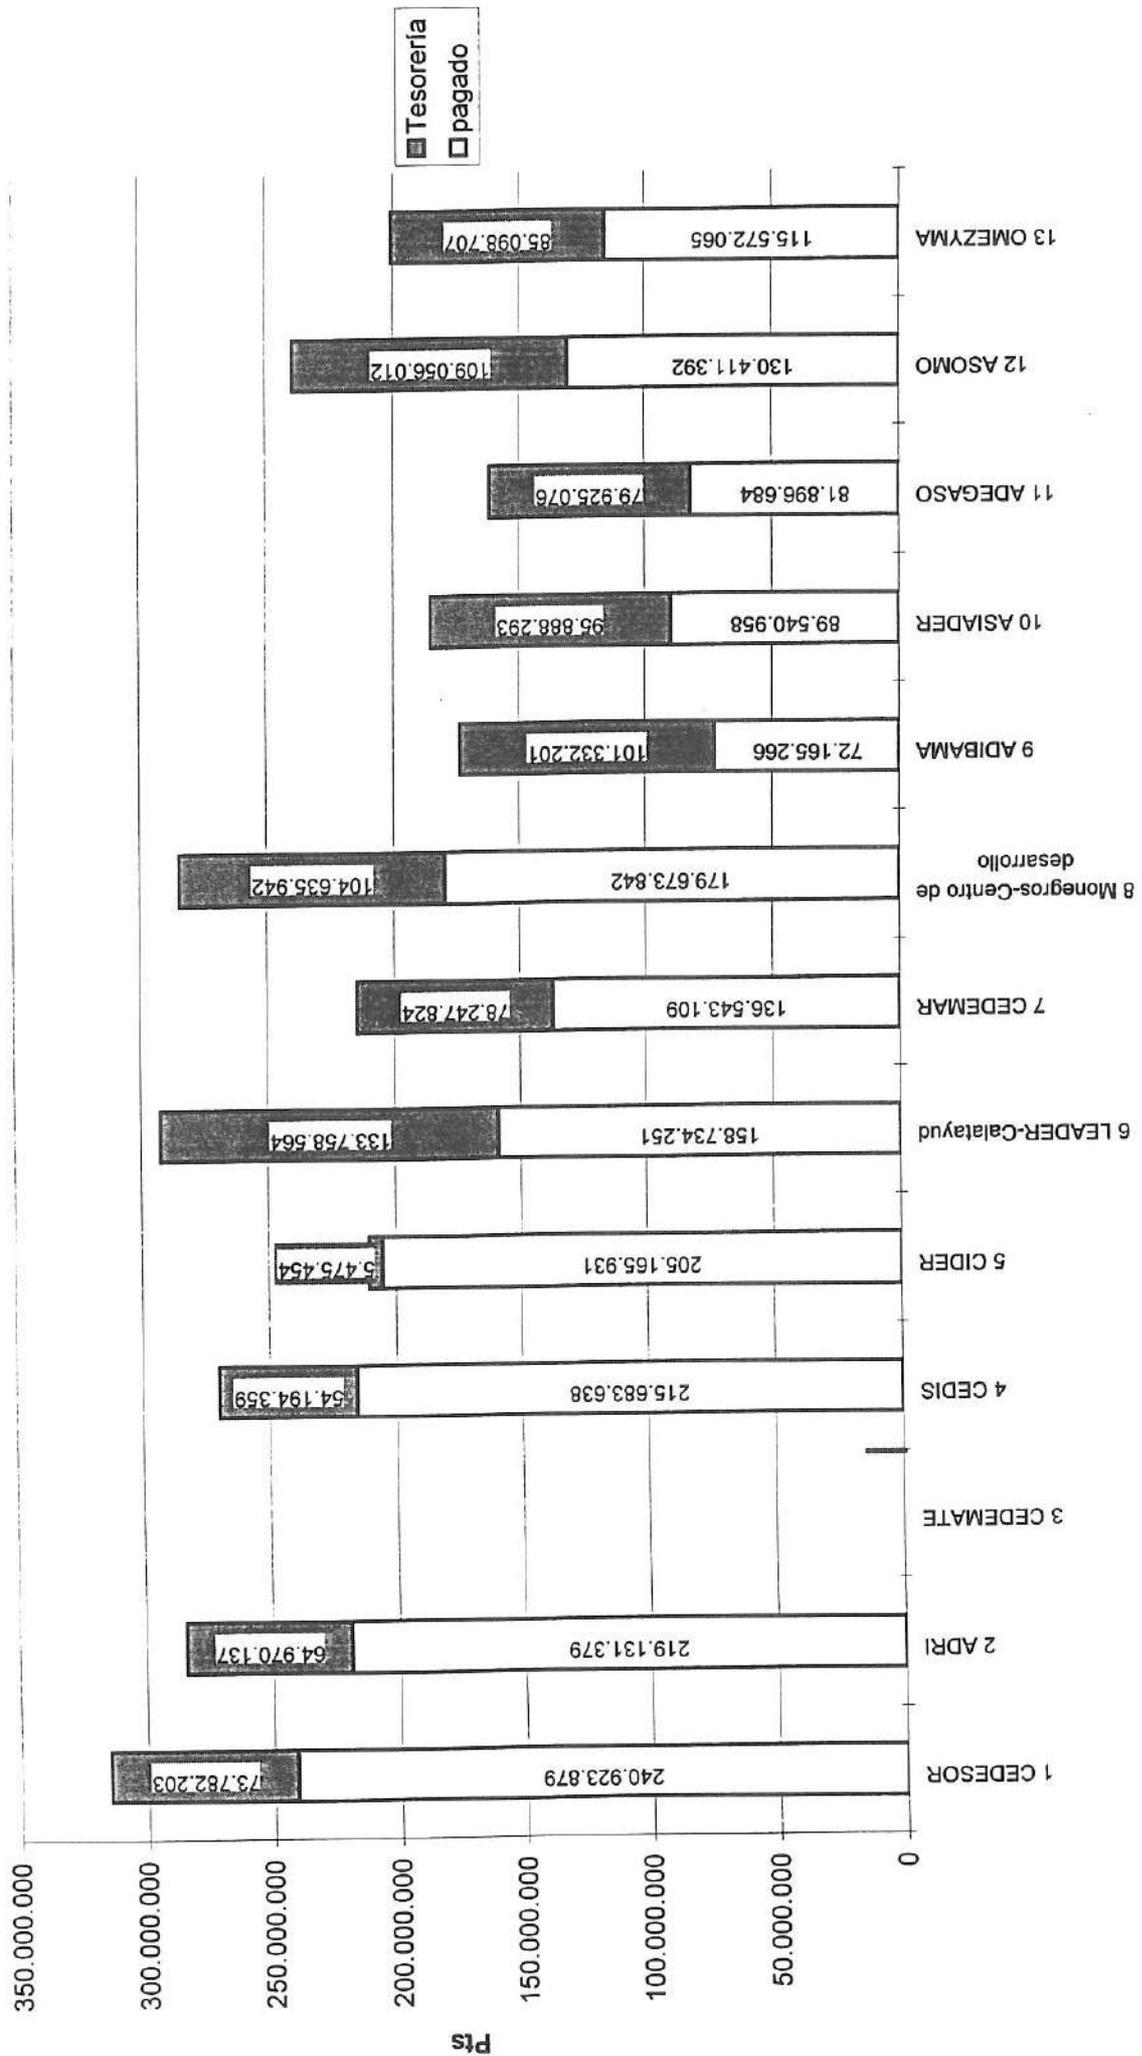 350.000.000
300.000.000
250.000.000
200.000.000
150.000.000
100.000.000
50.000.000
0
Pts
Tesorería
pagado
73.782.203
240.923.879
1 CEDESOR
64.970.137
219.131.379
2 ADRI
3 CEDEMATE
54.194.359
215.683.638
4 CEDIS
5.475.454
205.165.931
5 CIDER
133.758.564
158.734.251
6 LEADER-Calatayud
78.247.824
136.543.109
7 CEDEMAR
104.635.942
179.673.842
8 Monegros-Centro de
desarrollo
101.332.201
72.165.266
9 ADIBAMA
95.888.293
89.540.958
10 ASIADER
79.925.076
81.896.684
11 ADEGASO
109.056.012
130.411.392
12 ASOMO
85.098.707
115.572.065
13 OMEZYMA